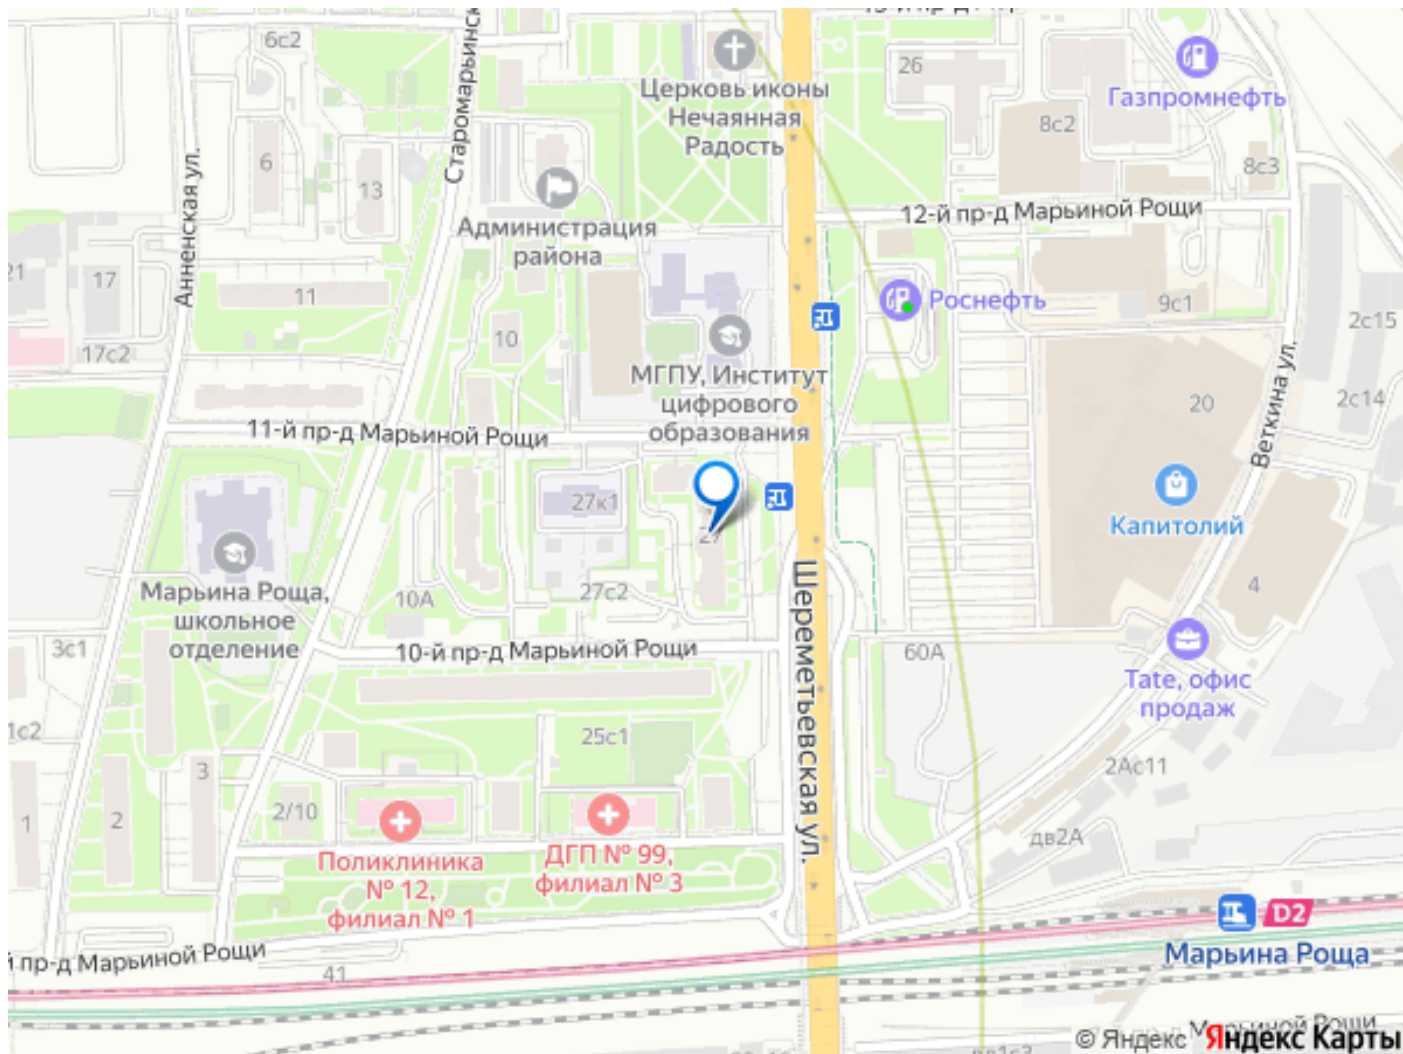 6с2
Старомарьинск
26
Газпромнефть
Церковь иконы
Нечаянная
Радость
8с2
8с3
6
13
Анненская ул.
12-й пр-д Марьиной Рощи
Администрация
района
21
17
11
Роснефть
9с1
2с15
10
17с2
МГПУ, Институт
цифрового
образования
20
2с14
Веткина ул.
11-й пр-д Марьиной Рощи
27к1
Капитолий
Марьина Роща,
школьное
отделение
10А
27с2
4
Шереметьевская ул.
3с1
10-й пр-д Марьиной Рощи
60А
Tate, офис
продаж
1с2
25с1
2Ас11
3
2/10
1
2
дв2А
Поликлиника
№ 12,
филиал № 1
ДГП № 99,
филиал № 3
D2
Марьина Роща
й пр-д Марьиной Рощи
41
© Яндекс Яндекс Карты